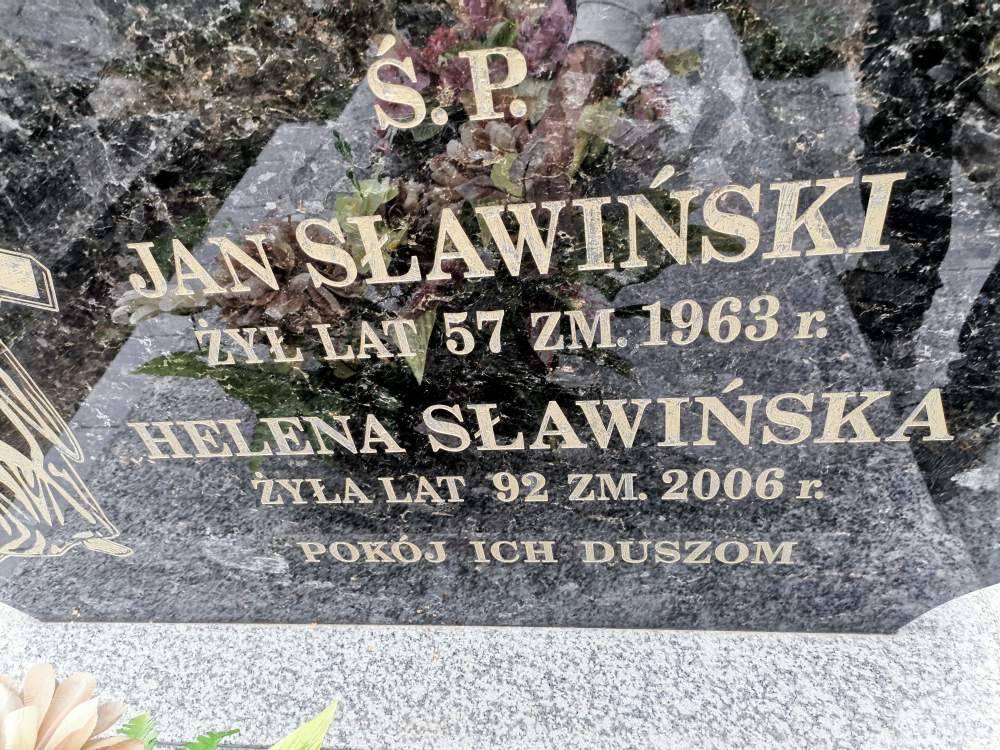 Ś. P.
JAN SŁAWIŃSKI
ŻYŁ LAT 57 ZM. 1963 r.
HELENA SŁAWIŃSKA
ŻYŁA LAT 92 ZM. 2006 r.
POKÓJ ICH DUSZOM